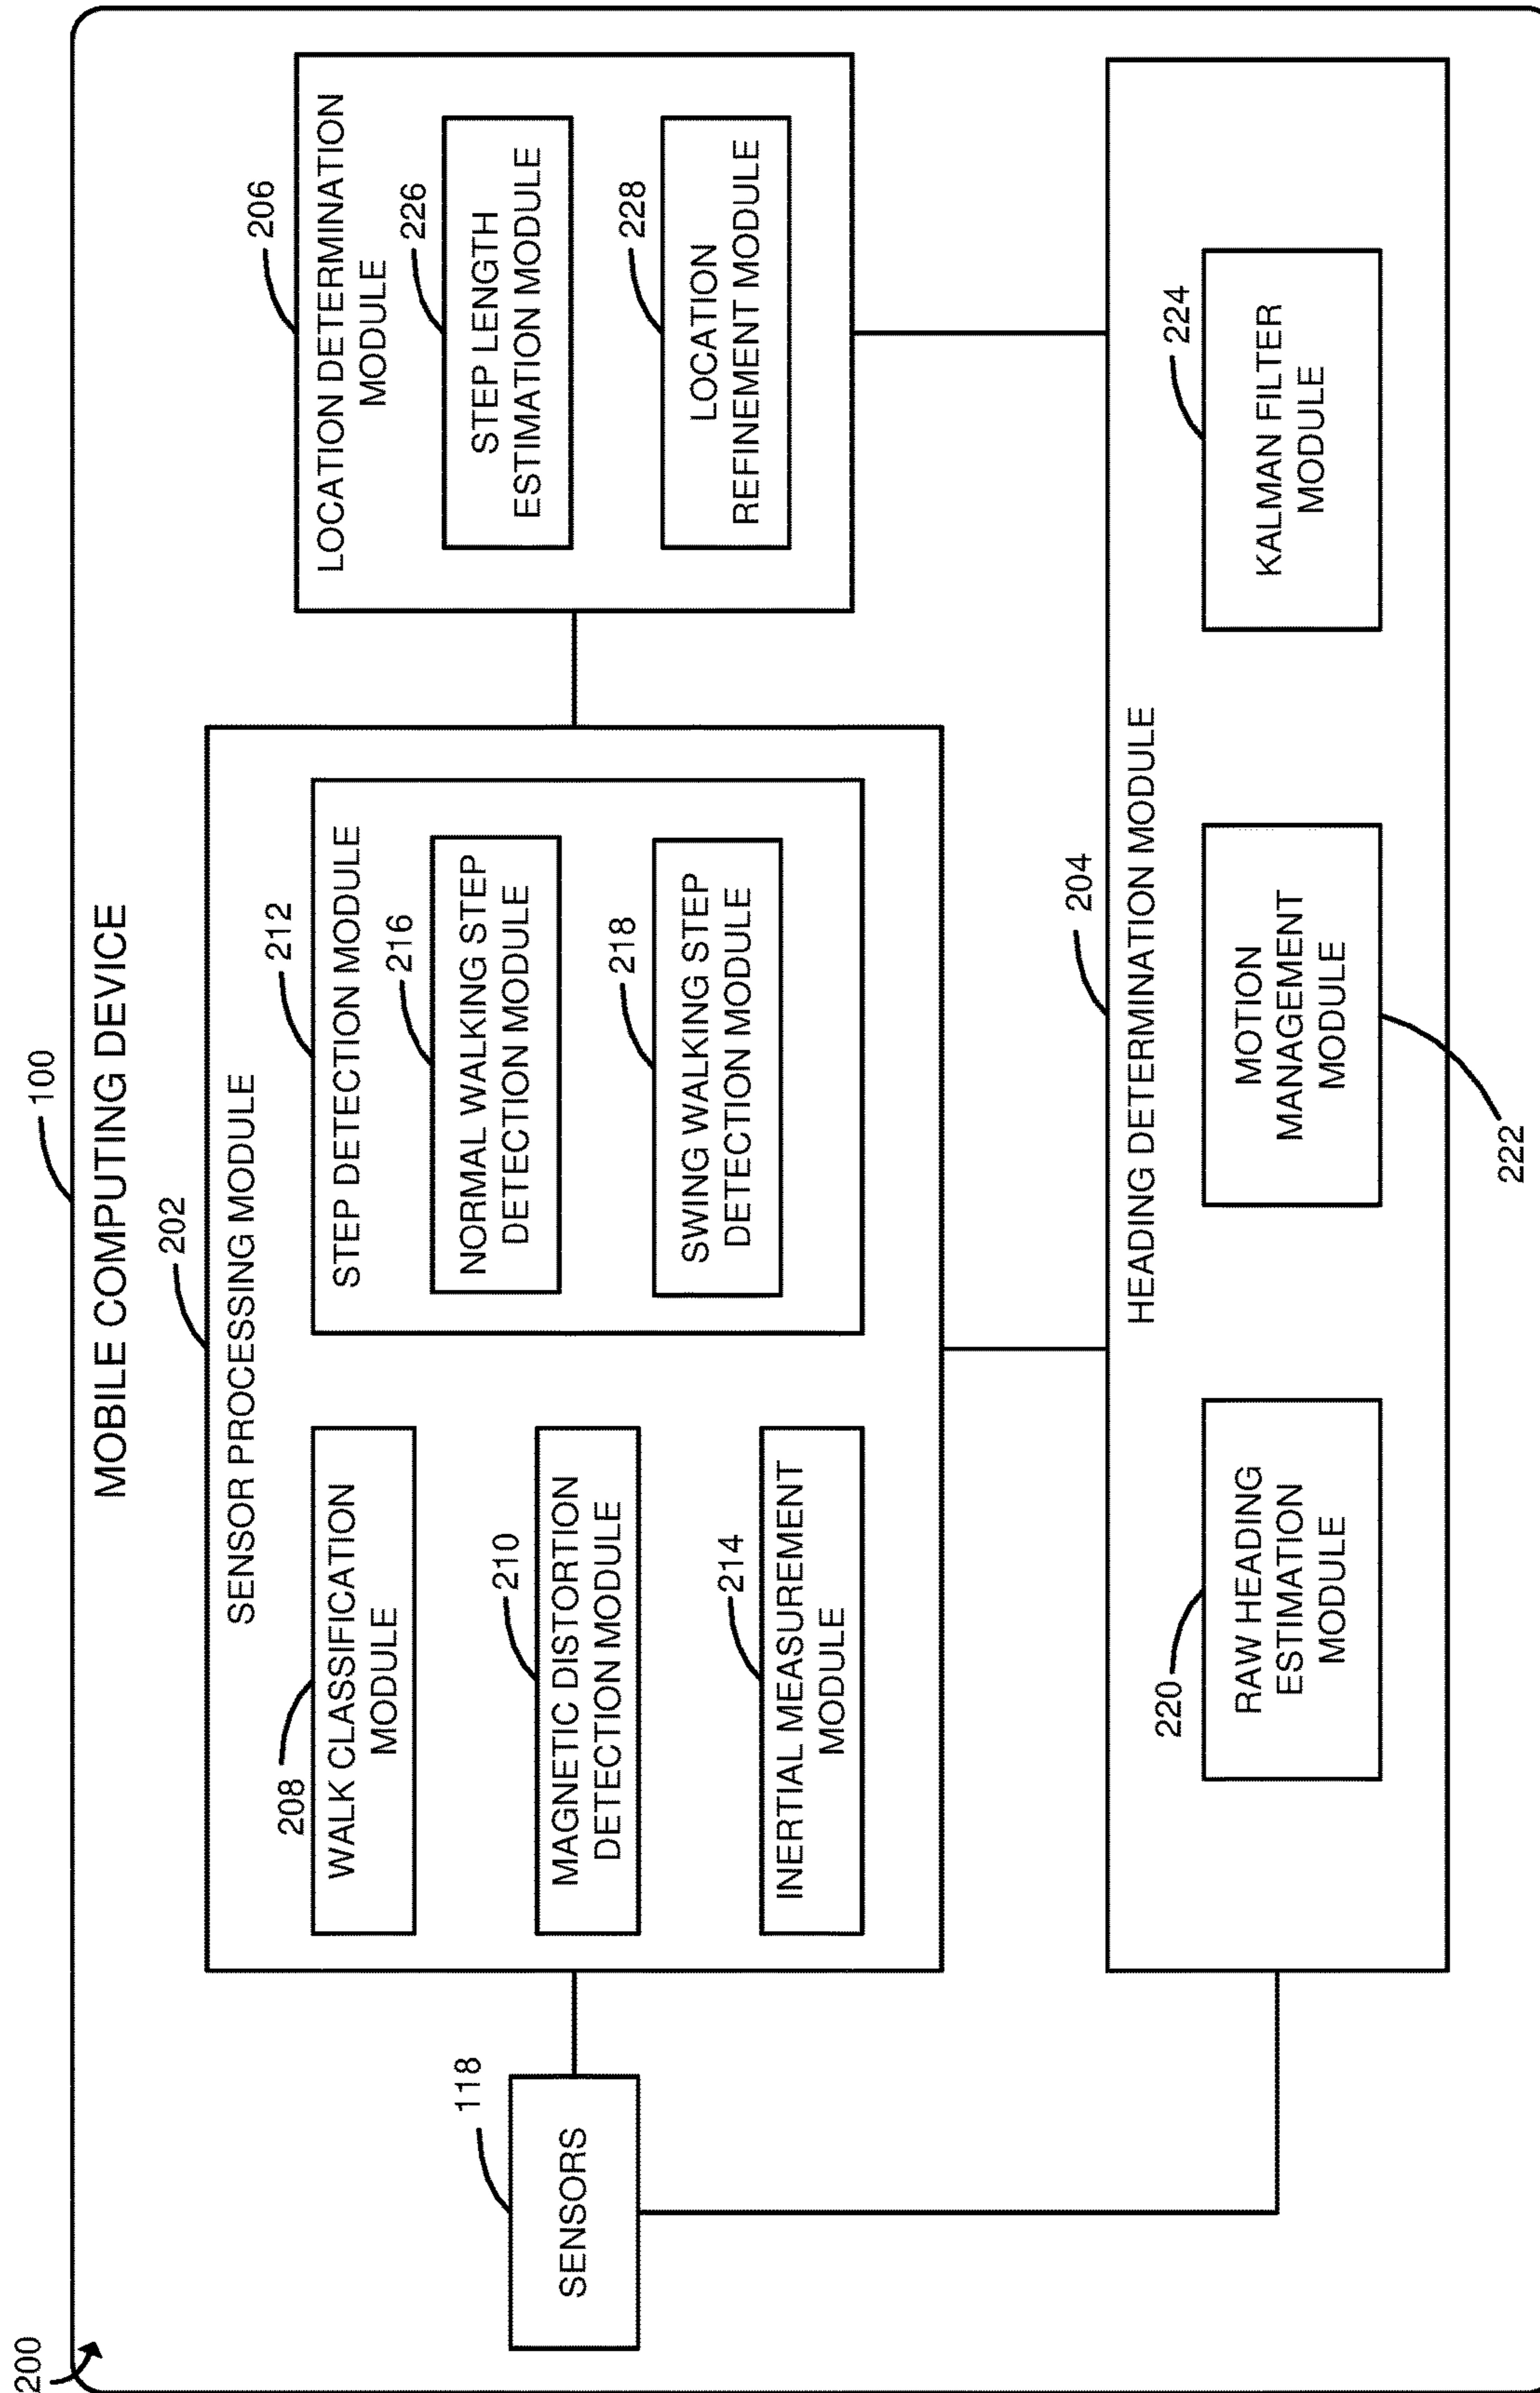 200
100
MOBILE COMPUTING DEVICE
118
SENSORS
202
SENSOR PROCESSING MODULE
208
WALK CLASSIFICATION
MODULE
210
MAGNETIC DISTORTION
DETECTION MODULE
214
INERTIAL MEASUREMENT
MODULE
212
STEP DETECTION MODULE
216
NORMAL WALKING STEP
DETECTION MODULE
218
SWING WALKING STEP
DETECTION MODULE
206
LOCATION DETERMINATION
MODULE
226
STEP LENGTH
ESTIMATION MODULE
228
LOCATION
REFINEMENT MODULE
204
HEADING DETERMINATION MODULE
220
RAW HEADING
ESTIMATION
MODULE
MOTION
MANAGEMENT
MODULE
222
224
KALMAN FILTER
MODULE